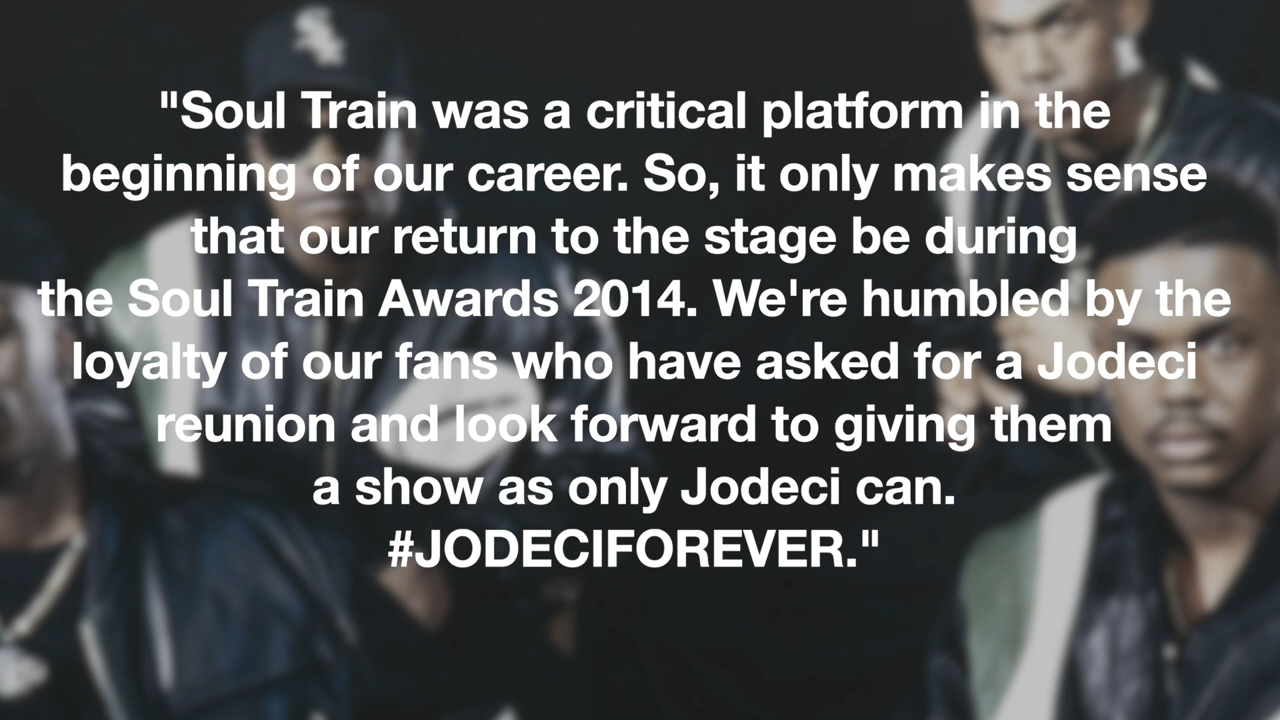 "Soul Train was a critical platform in the
beginning of our career. So, it only makes sense
that our return to the stage be during
the Soul Train Awards 2014. We're humbled by the
loyalty of our fans who have asked for a Jodeci
reunion and look forward to giving them
a show as only Jodeci can.
#JODECIFOREVER."